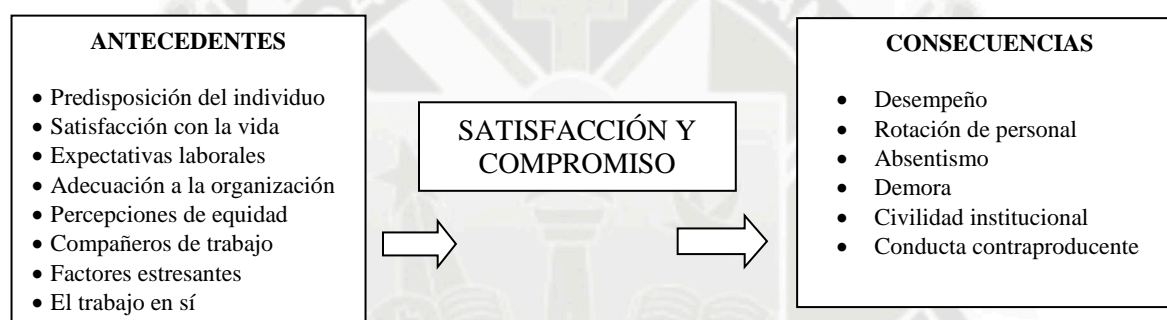 ANTECEDENTES
• Predisposición del individuo
• Satisfacción con la vida
• Expectativas laborales
• Adecuación a la organización
• Percepciones de equidad
• Compañeros de trabajo
• Factores estresantes
• El trabajo en sí
SATISFACCIÓN Y
COMPROMISO
CONSECUENCIAS
• Desempeño
• Rotación de personal
• Absentismo
• Demora
• Civilidad institucional
• Conducta contraproducente